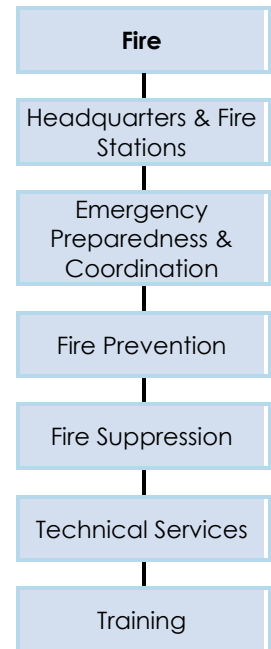 Fire
Headquarters & Fire
Stations
Emergency
Preparedness &
Coordination
Fire Prevention
Fire Suppression
Technical Services
Training